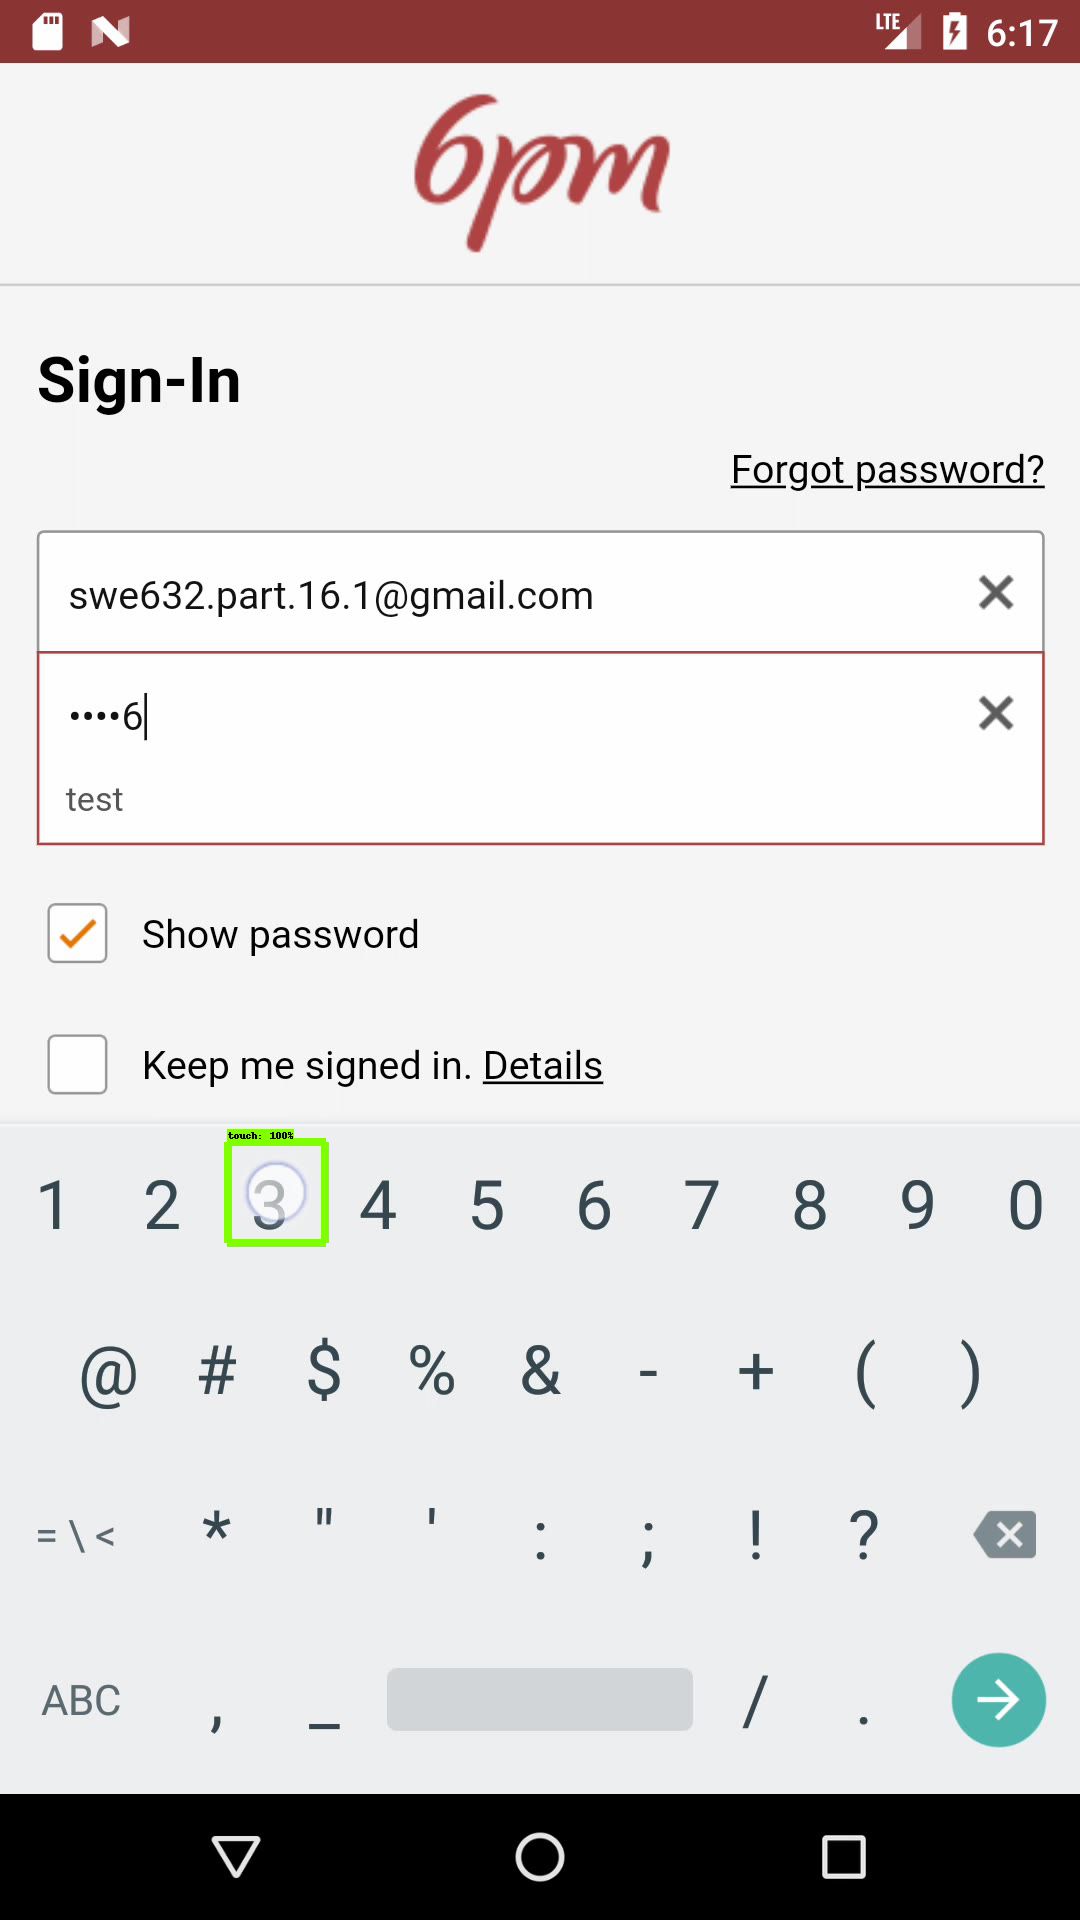 LTE 6:17
6pm
Sign-In
Forgot password?
swe632.part.16.1@gmail.com
••••6
test
Show password
Keep me signed in. Details
touch: 100%
1 2 3 4 5 6 7 8 9 0
@ # $ % & - + ( )
= \ < * " ' : ; ! ?
ABC , _ / .